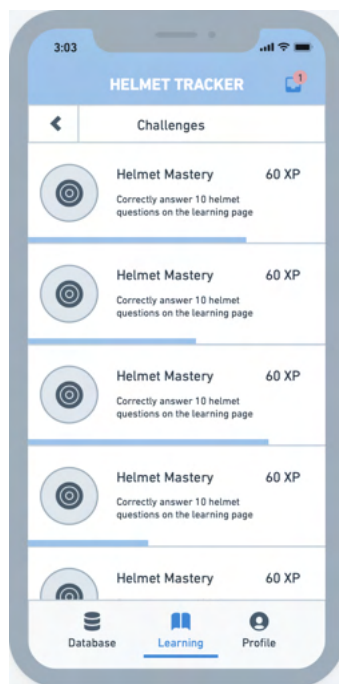 3:03
HELMET TRACKER
1
Challenges
Helmet Mastery 60 XP
Correctly answer 10 helmet
questions on the learning page
Helmet Mastery 60 XP
Correctly answer 10 helmet
questions on the learning page
Helmet Mastery 60 XP
Correctly answer 10 helmet
questions on the learning page
Helmet Mastery 60 XP
Correctly answer 10 helmet
questions on the learning page
Helmet Mastery 60 XP
Database Learning Profile